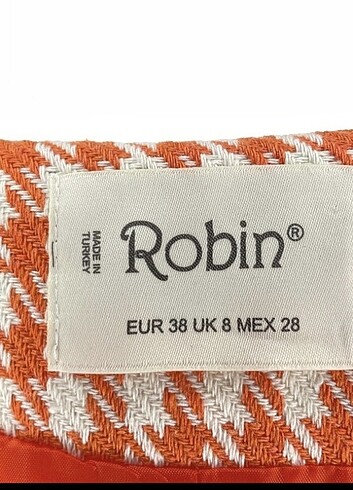 MADE IN
TURKEY
Robin®
EUR 38 UK 8 MEX 28